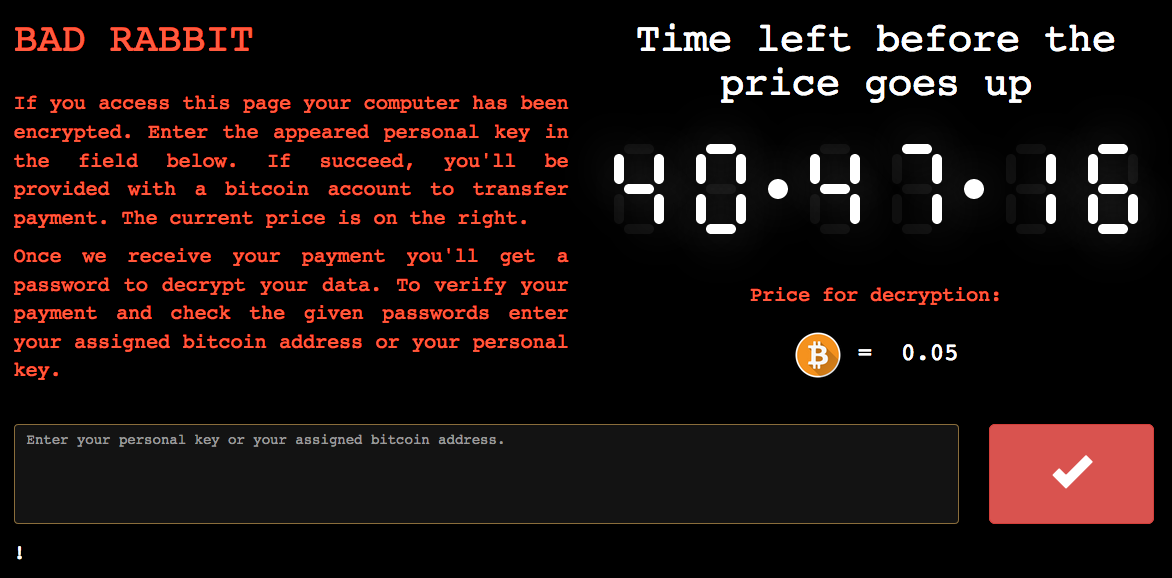 BAD RABBIT
If you access this page your computer has been
encrypted. Enter the appeared personal key in
the field below. If succeed, you'll be
provided with a bitcoin account to transfer
payment. The current price is on the right.
Once we receive your payment you'll get a
password to decrypt your data. To verify your
payment and check the given passwords enter
your assigned bitcoin address or your personal
key.
Time left before the
price goes up
40.47.16
Price for decryption:
₿ = 0.05
Enter your personal key or your assigned bitcoin address.
!